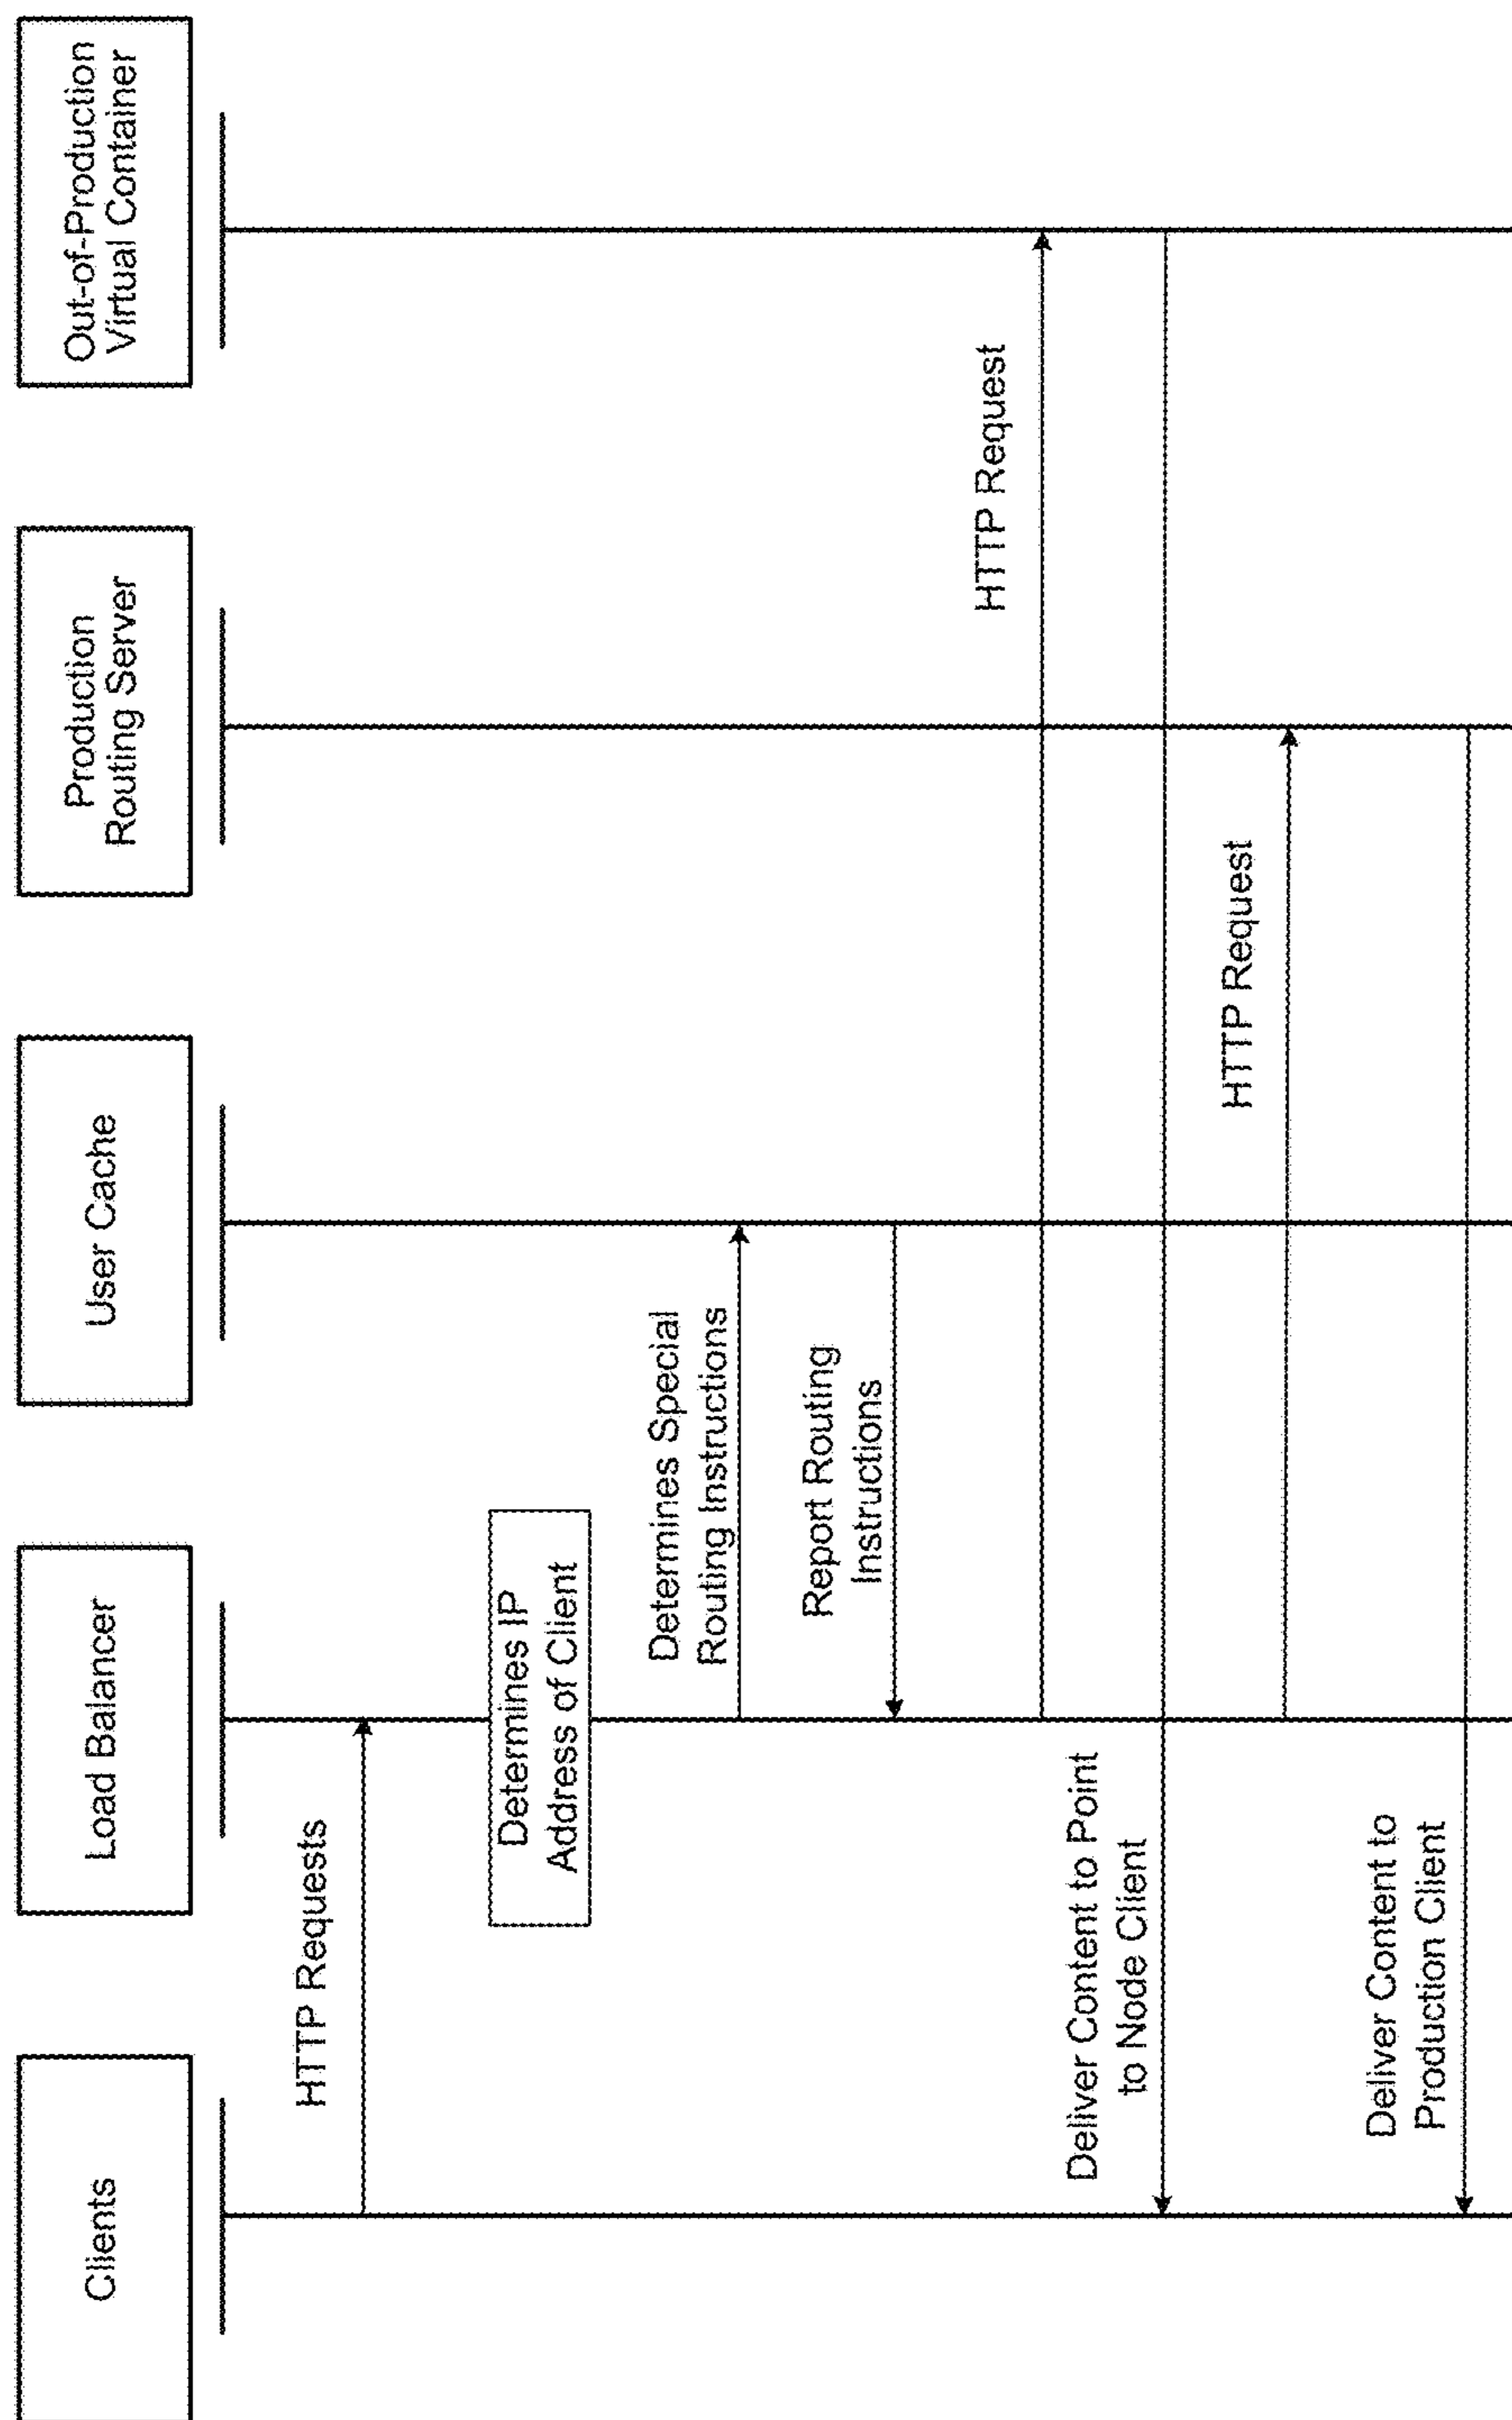 Clients
Load Balancer
User Cache
Production
Routing Server
Out-of-Production
Virtual Container
HTTP Requests
Determines IP
Address of Client
Determines Special
Routing Instructions
Report Routing
Instructions
HTTP Request
Deliver Content to Point
to Node Client
HTTP Request
Deliver Content to
Production Client